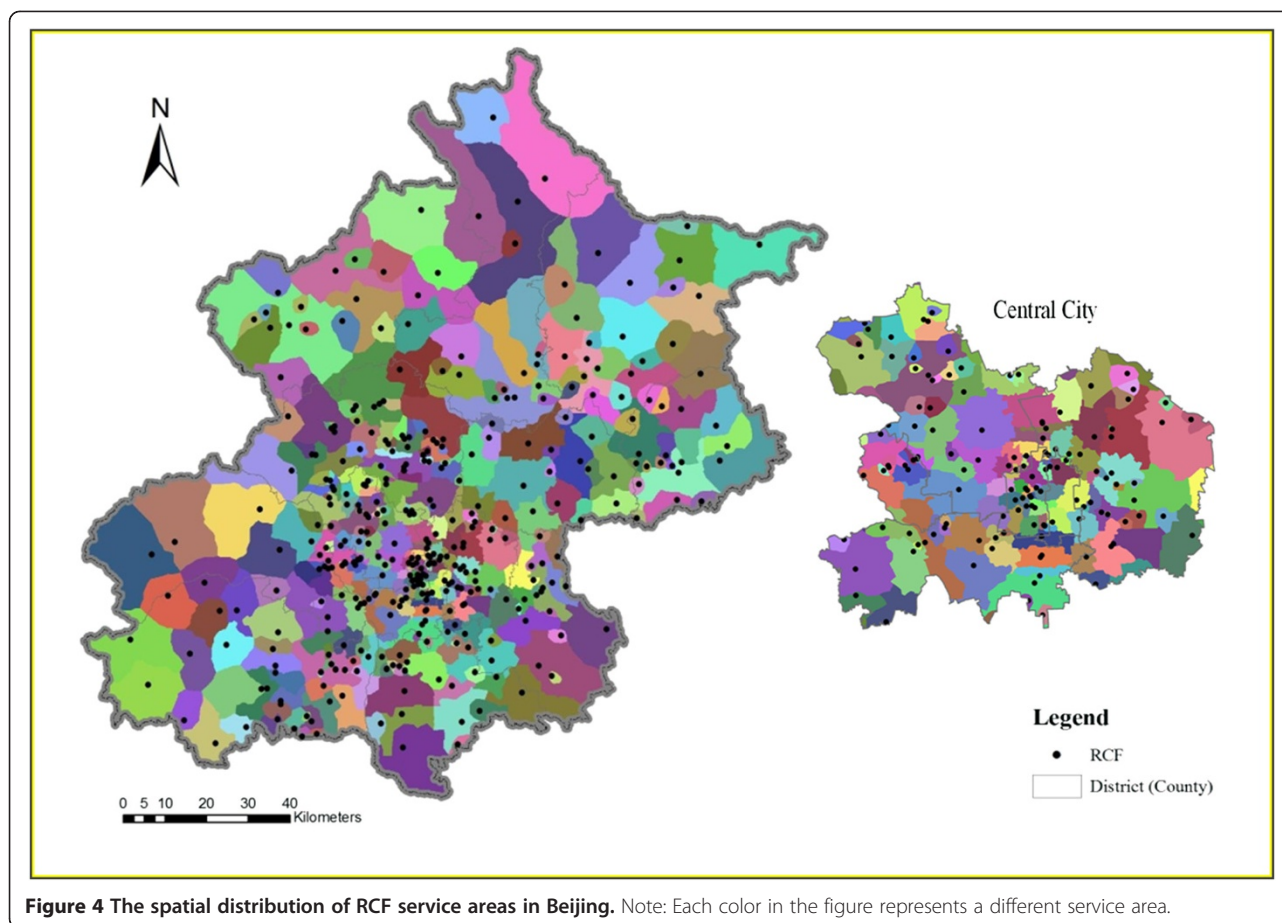 N
Central City
Legend
RCF
District (County)
0 5 10 20 30 40
Kilometers
Figure 4 The spatial distribution of RCF service areas in Beijing. Note: Each color in the figure represents a different service area.